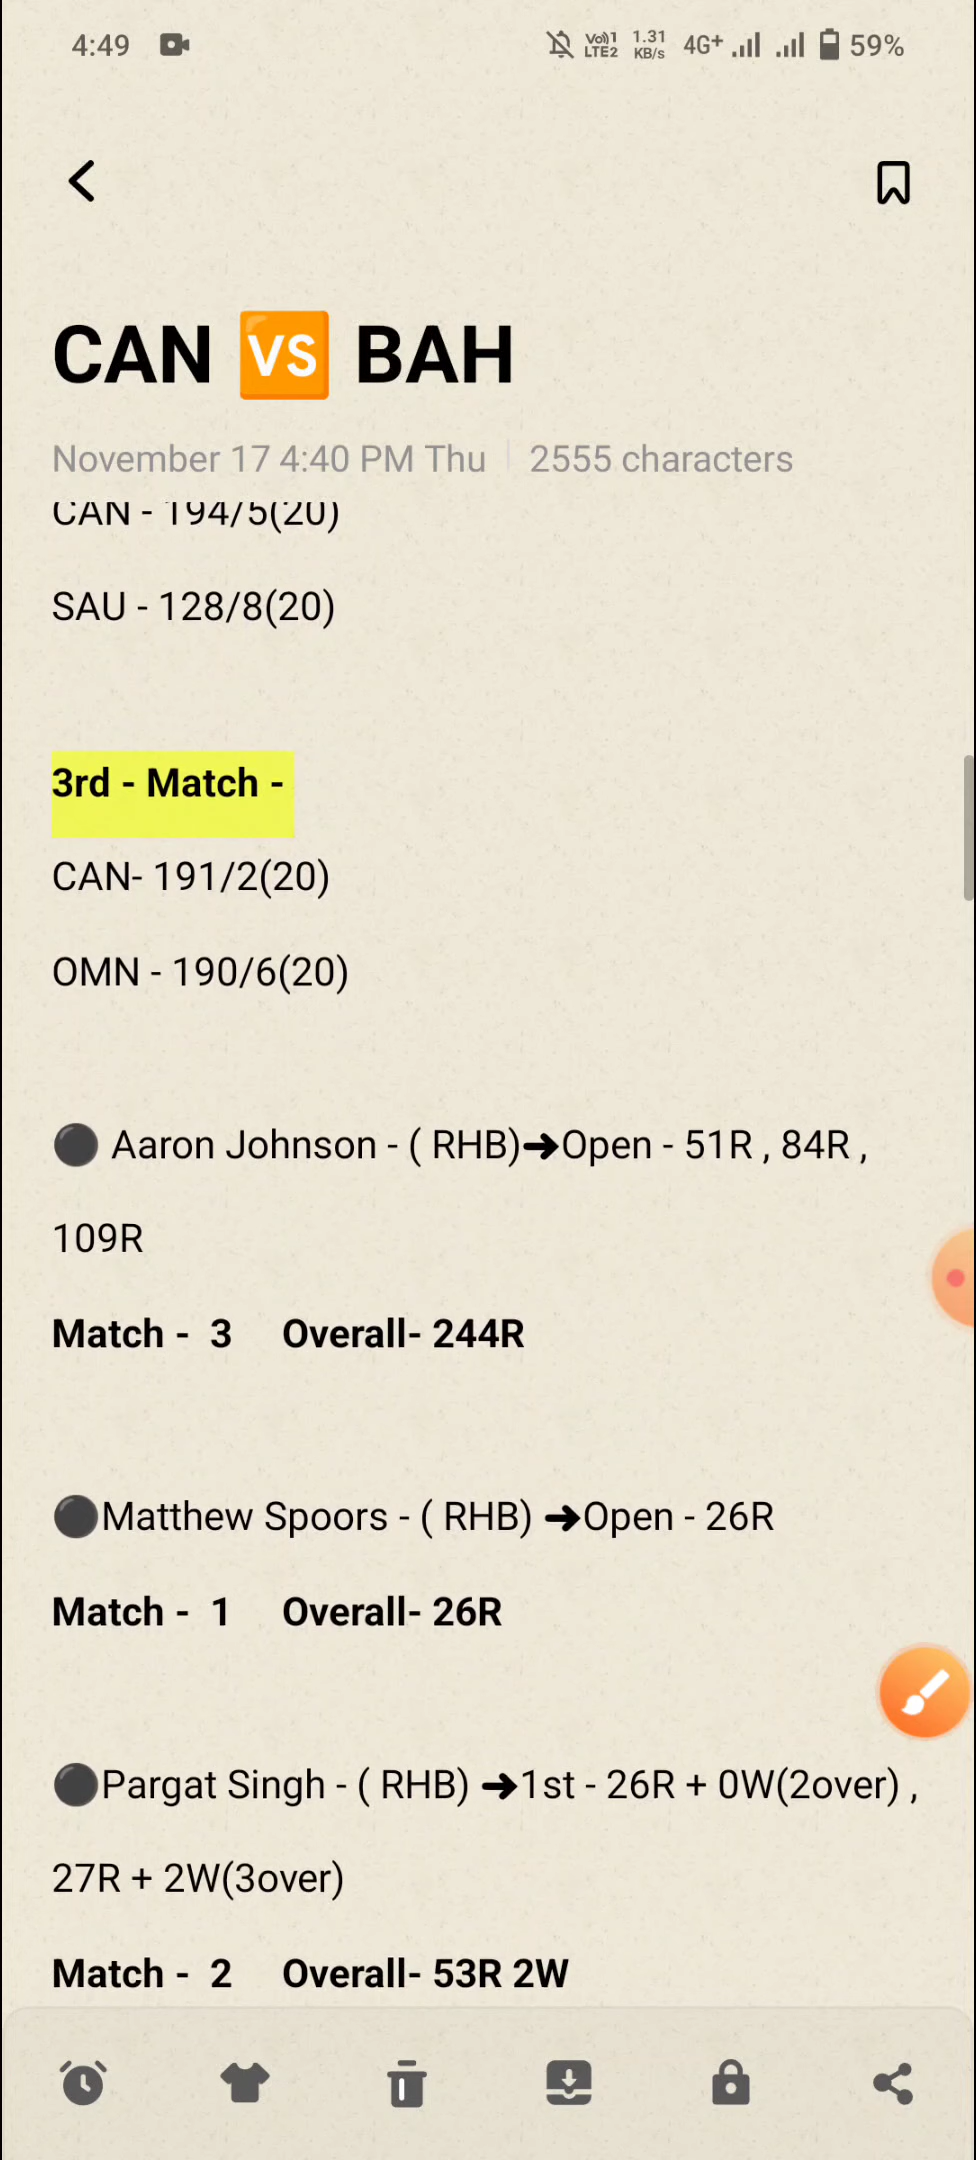 4:49 Vo)) 1 LTE2 1.31 KB/s 4G+ 59%
CAN VS BAH
November 17 4:40 PM Thu | 2555 characters
CAN - 194/5(20)
SAU - 128/8(20)
3rd - Match -
CAN- 191/2(20)
OMN - 190/6(20)
⚫ Aaron Johnson - ( RHB)➔Open - 51R , 84R ,
109R
Match - 3 Overall- 244R
⚫Matthew Spoors - ( RHB) ➔Open - 26R
Match - 1 Overall- 26R
⚫Pargat Singh - ( RHB) ➔1st - 26R + 0W(2over) ,
27R + 2W(3over)
Match - 2 Overall- 53R 2W